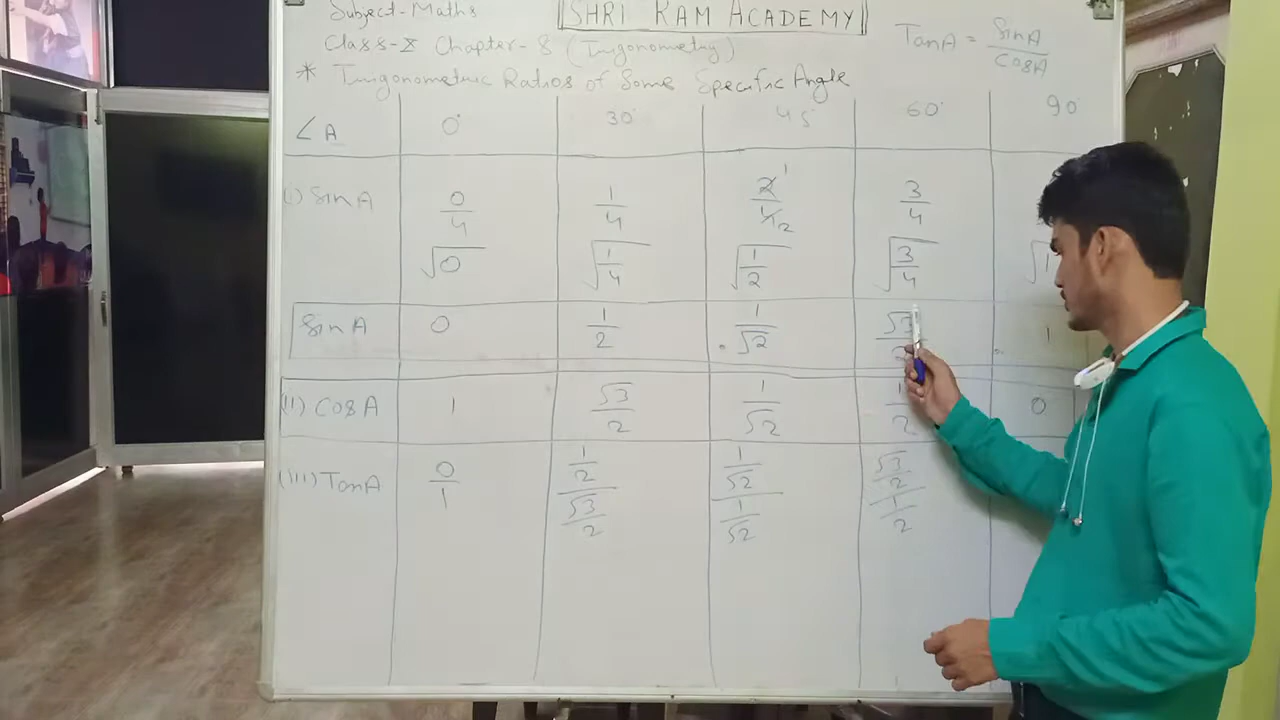 Subject-Maths
SHRI RAM ACADEMY
Class-X Chapter-8 (Trigonometry)
TanA = SinA / CosA
* Trigonometric Ratios of Some Specific Angle
∠A 0° 30° 45° 60° 90
(i) SinA 0/4 1/4 2/4 1 2 3/4
√0 √1/4 √1/2 √3/4 √1
SinA 0 1/2 1/√2 √3/2 1
(ii) CosA 1 √3/2 1/√2 1/2 0
(iii) TanA 0/1 1/2 / √3/2 1/√2 / 1/√2 √3/2 / 1/2